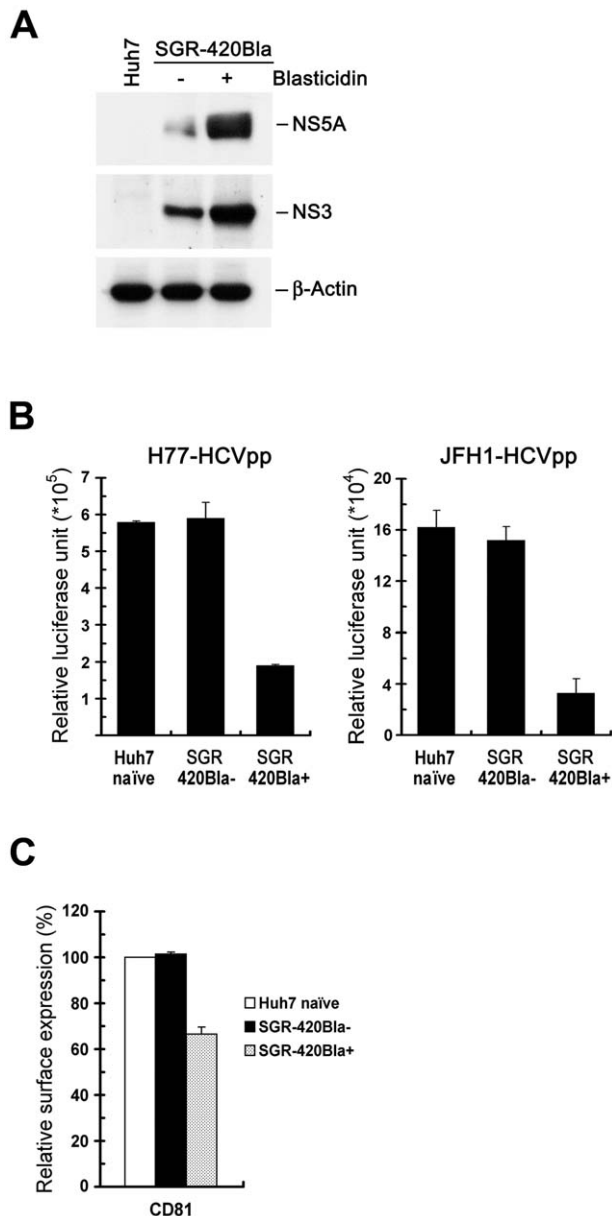 A
Huh7
SGR-420Bla
- + Blasticidin
–NS5A
–NS3
–β-Actin
B
H77-HCVpp
Relative luciferase unit (*10⁵)
7
6
5
4
3
2
1
Huh7 naïve
SGR 420Bla-
SGR 420Bla+
JFH1-HCVpp
Relative luciferase unit (*10⁴)
20
16
12
8
4
0
Huh7 naïve
SGR 420Bla-
SGR 420Bla+
C
Relative surface expression (%)
120
100
80
60
40
20
0
CD81
Huh7 naïve
SGR-420Bla-
SGR-420Bla+